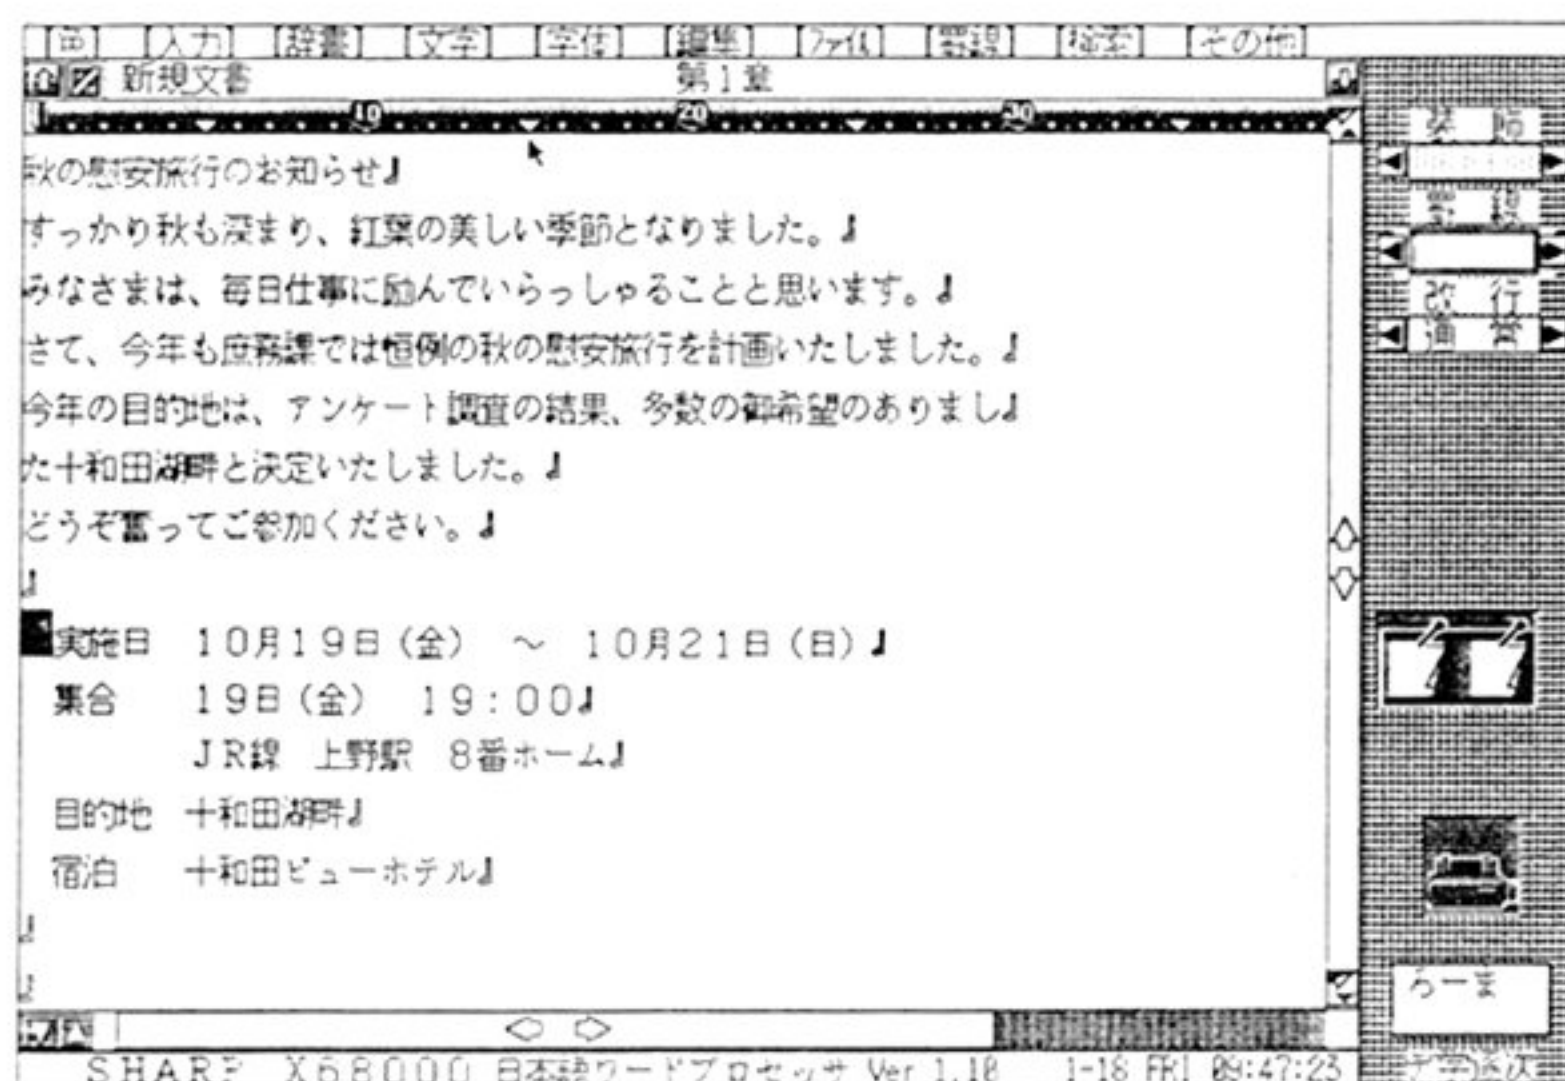 [入力] [辞書] [文字] [字体] [編集] [ファイル] [罫線] [検索] [その他]
新規文書 第1章
10 20 30
秋の慰安旅行のお知らせ
すっかり秋も深まり、紅葉の美しい季節となりました。
みなさまは、毎日仕事に励んでいらっしゃることと思います。
さて、今年も庶務課では恒例の秋の慰安旅行を計画いたしました。
今年の目的地は、アンケート調査の結果、多数の御希望のありまし
た十和田湖畔と決定いたしました。
どうぞ奮ってご参加ください。
実施日 10月19日(金) ~ 10月21日(日)
集合 19日(金) 19:00
JR線 上野駅 8番ホーム
目的地 十和田湖畔
宿泊 十和田ビューホテル
罫線
改行
通常
ろーま
SHARP X68000 日本語ワードプロセッサ Ver 1.10 1-18 FRI 09:47:23